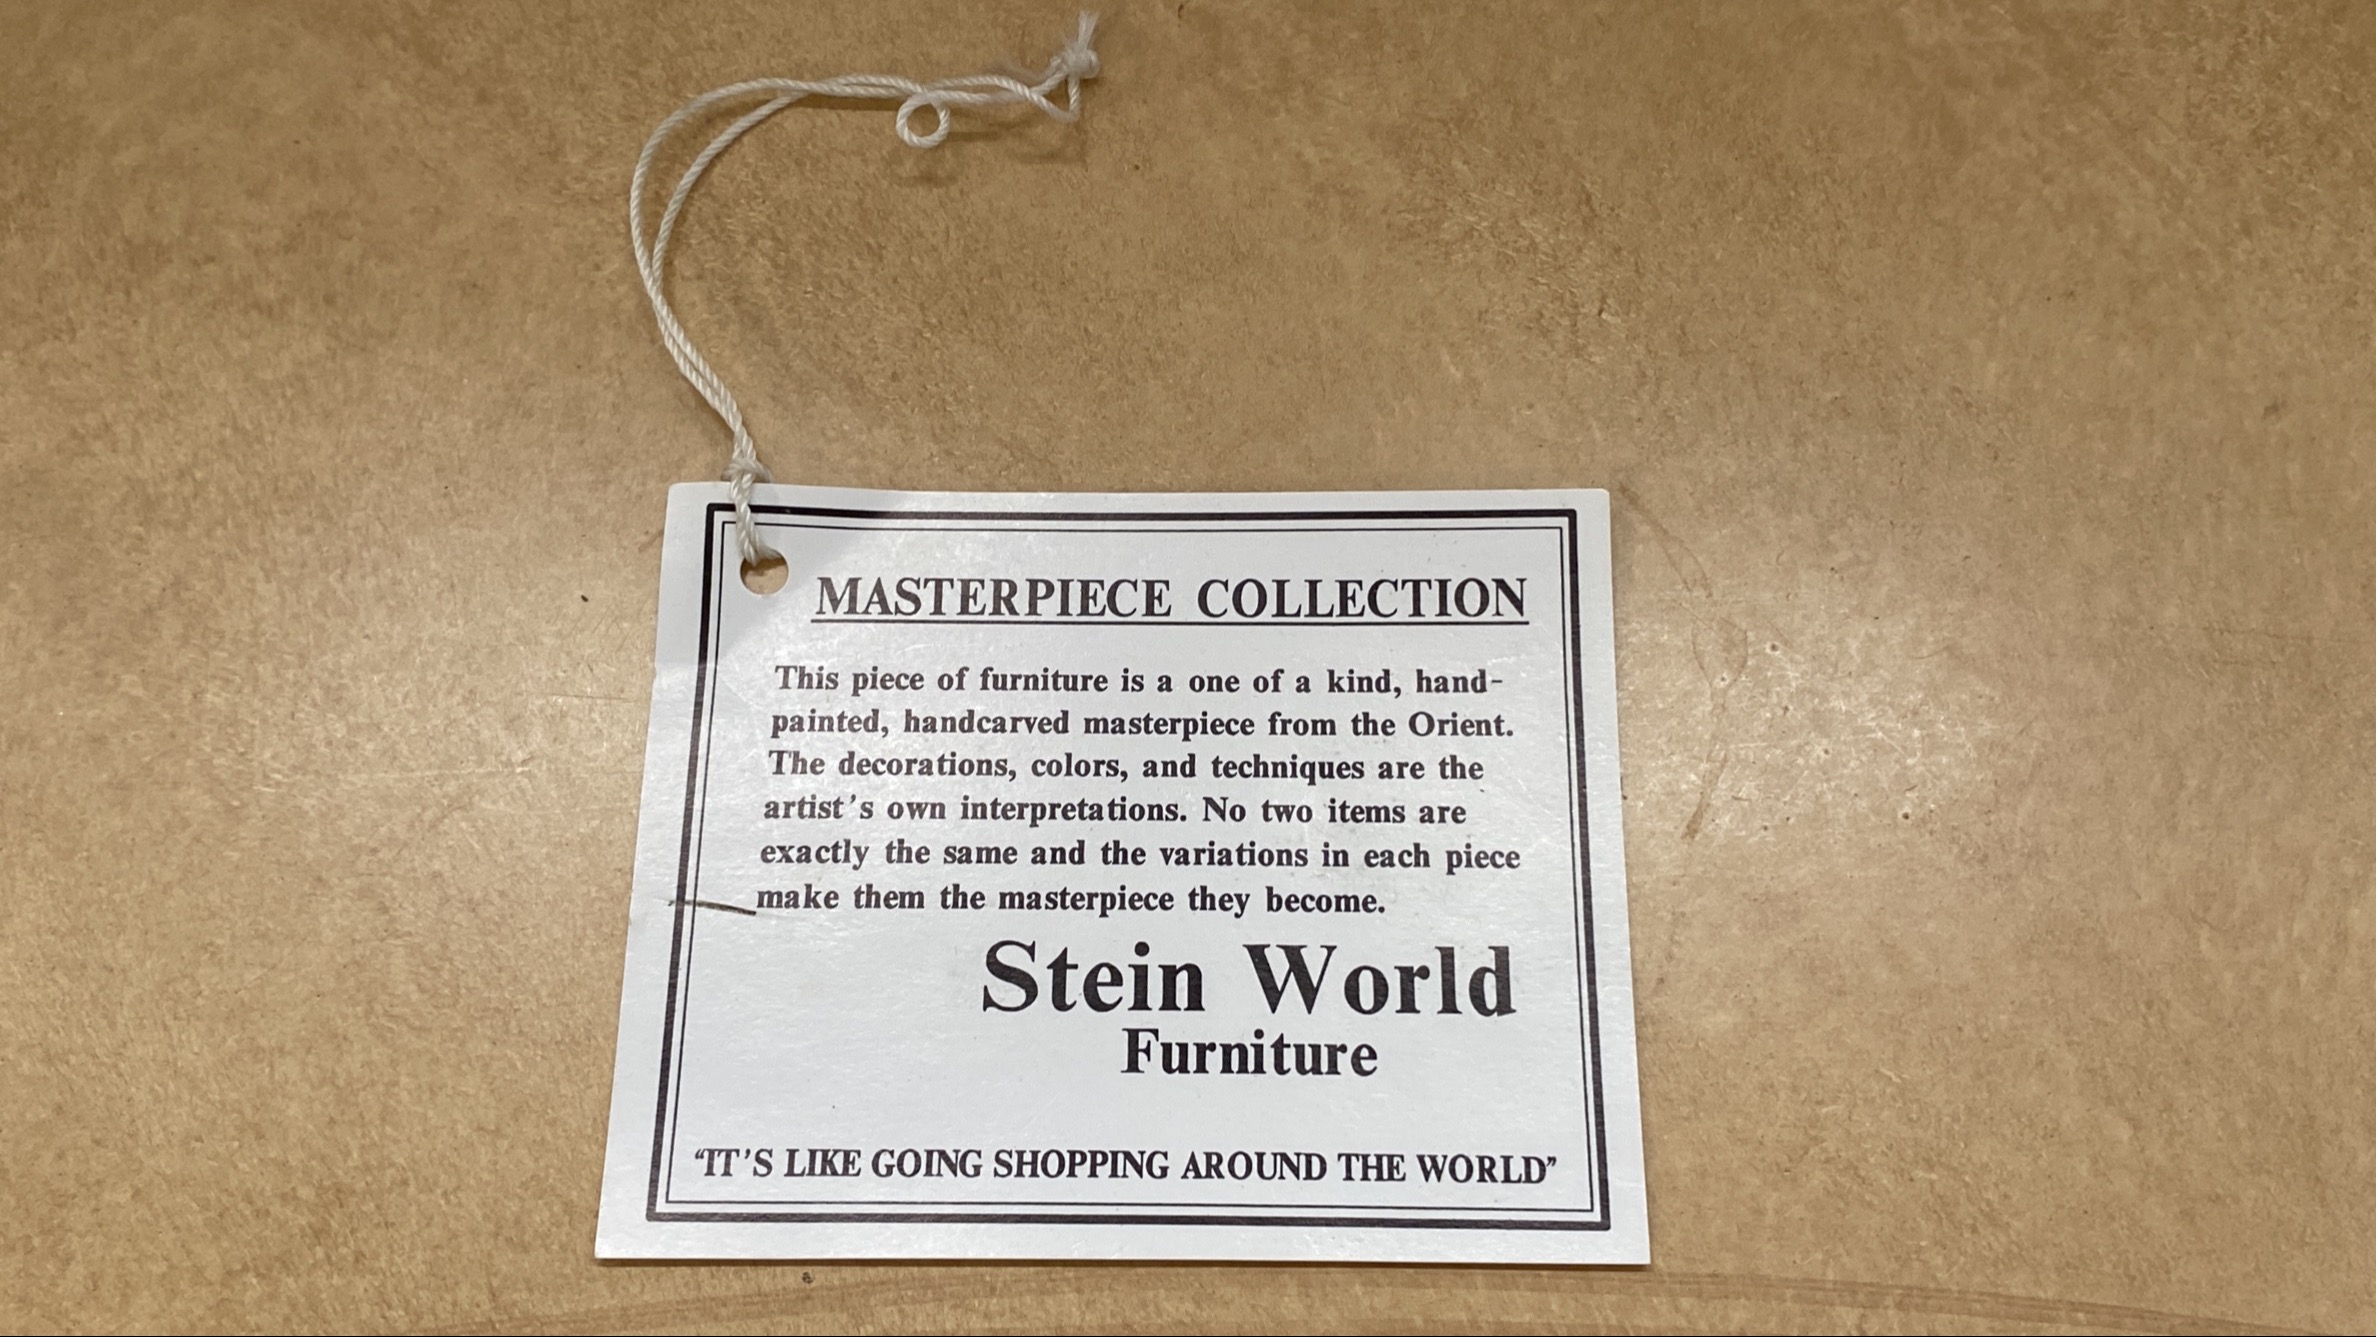 MASTERPIECE COLLECTION
This piece of furniture is a one of a kind, hand-
painted, handcarved masterpiece from the Orient.
The decorations, colors, and techniques are the
artist's own interpretations. No two items are
exactly the same and the variations in each piece
make them the masterpiece they become.
Stein World
Furniture
“IT'S LIKE GOING SHOPPING AROUND THE WORLD”